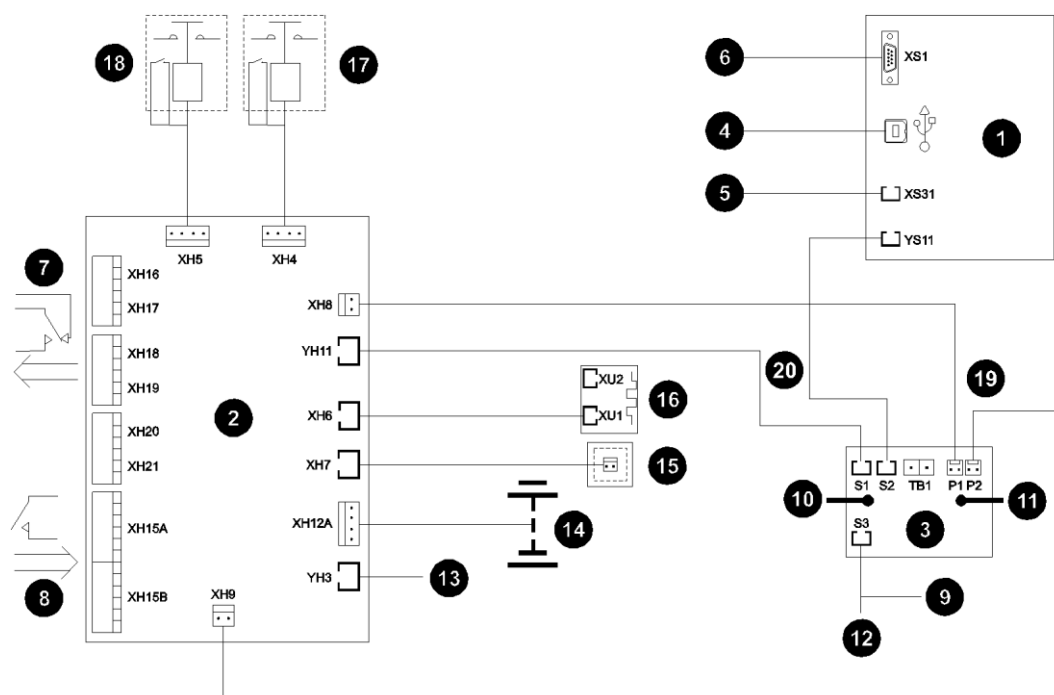 18
17
6
XS1
4
1
5
XS31
YS11
XH5
XH4
7
XH16
XH17
XH8
XH18
YH11
XH19
20
19
XU2
16
XU1
2
XH6
XH20
XH21
XH7
15
S1
S2
TB1
P1
P2
10
11
XH15A
XH12A
14
S3
3
YH3
13
8
XH15B
XH9
9
12